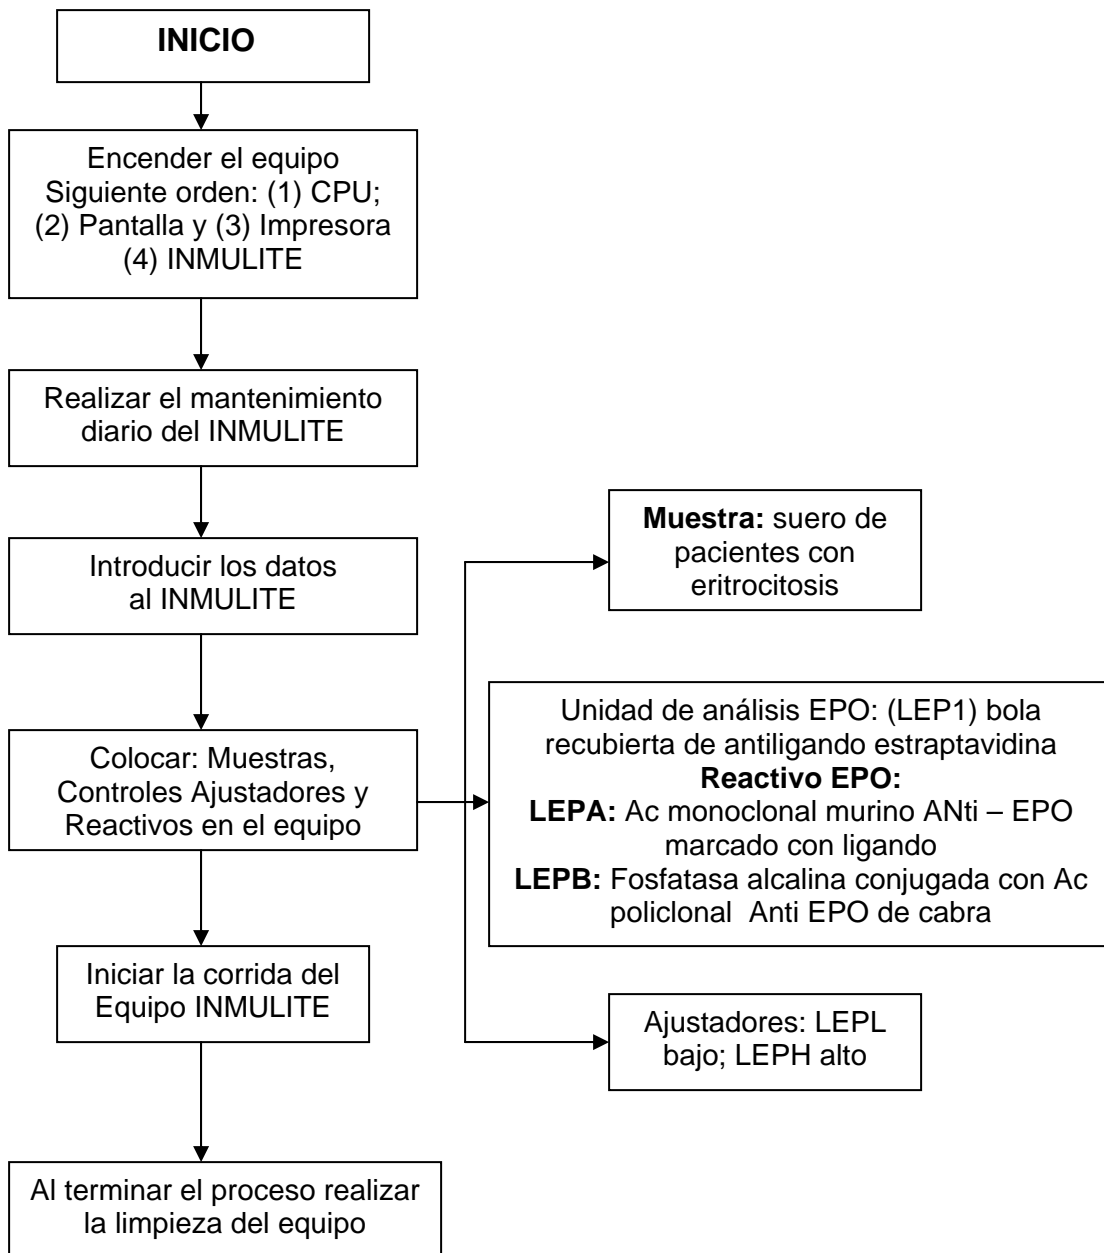 INICIO
Encender el equipo
Siguiente orden: (1) CPU;
(2) Pantalla y (3) Impresora
(4) INMULITE
Realizar el mantenimiento
diario del INMULITE
Introducir los datos
al INMULITE
Colocar: Muestras,
Controles Ajustadores y
Reactivos en el equipo
Muestra: suero de
pacientes con
eritrocitosis
Unidad de análisis EPO: (LEP1) bola
recubierta de antiligando estraptavidina
Reactivo EPO:
LEPA: Ac monoclonal murino ANti – EPO
marcado con ligando
LEPB: Fosfatasa alcalina conjugada con Ac
policlonal Anti EPO de cabra
Ajustadores: LEPL
bajo; LEPH alto
Iniciar la corrida del
Equipo INMULITE
Al terminar el proceso realizar
la limpieza del equipo